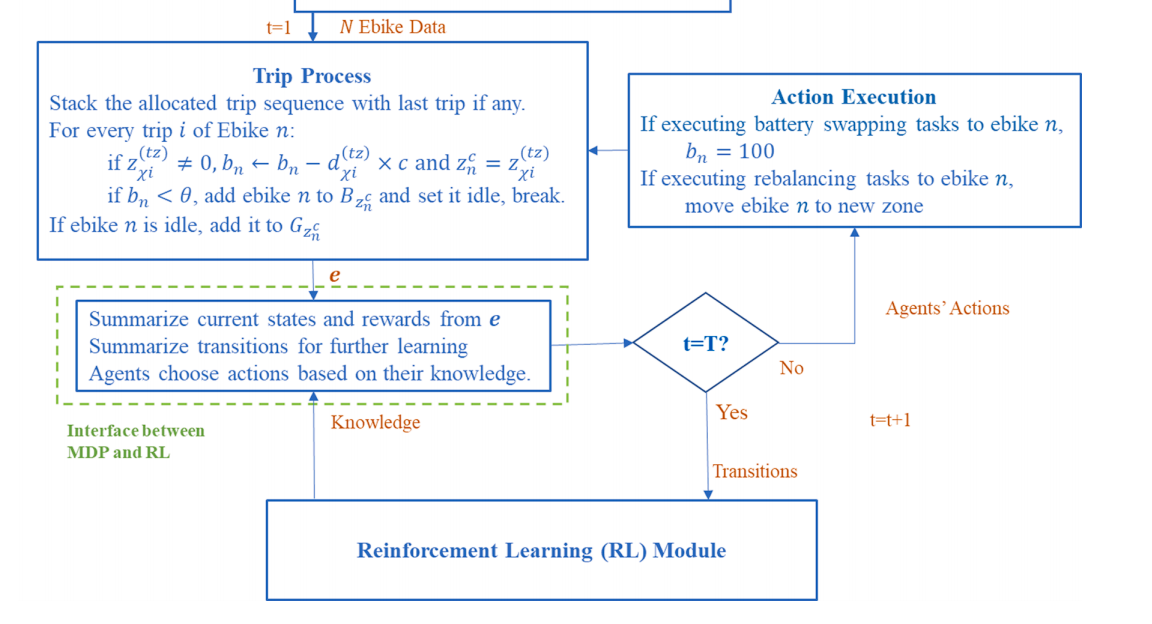 t=1
N Ebike Data
Trip Process
Stack the allocated trip sequence with last trip if any.
For every trip i of Ebike n:
if z_{χi}^{(tz)} ≠ 0, b_n ← b_n − d_{χi}^{(tz)} × c and z_n^c = z_{χi}^{(tz)}
if b_n < θ, add ebike n to B_{z_n^c} and set it idle, break.
If ebike n is idle, add it to G_{z_n^c}
Action Execution
If executing battery swapping tasks to ebike n,
b_n = 100
If executing rebalancing tasks to ebike n,
move ebike n to new zone
e
Summarize current states and rewards from e
Summarize transitions for further learning
Agents choose actions based on their knowledge.
t=T?
Agents' Actions
No
Yes
t=t+1
Interface between
MDP and RL
Knowledge
Transitions
Reinforcement Learning (RL) Module